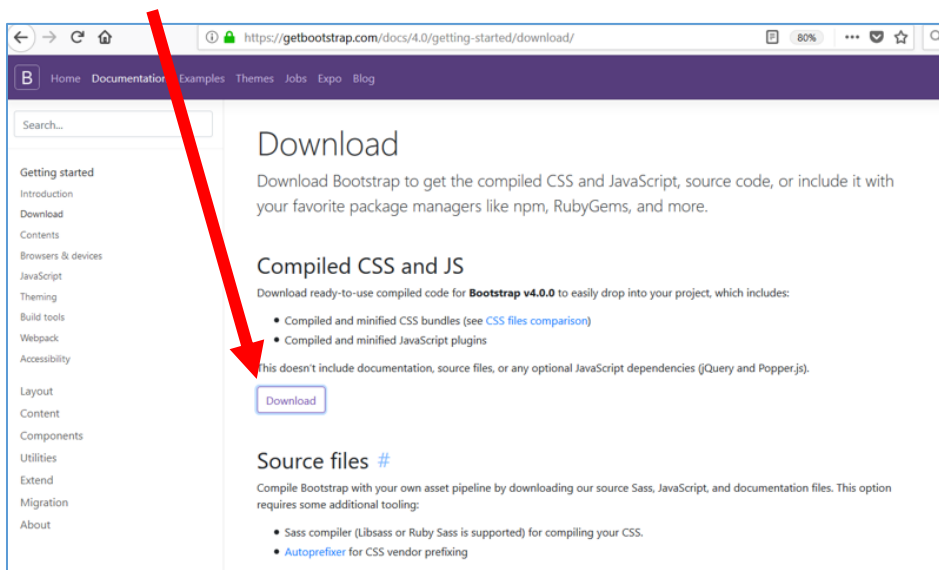 https://getbootstrap.com/docs/4.0/getting-started/download/
80%
B Home Documentation Examples Themes Jobs Expo Blog
Search...
Getting started
Introduction
Download
Contents
Browsers & devices
JavaScript
Theming
Build tools
Webpack
Accessibility
Layout
Content
Components
Utilities
Extend
Migration
About
Download
Download Bootstrap to get the compiled CSS and JavaScript, source code, or include it with
your favorite package managers like npm, RubyGems, and more.
Compiled CSS and JS
Download ready-to-use compiled code for Bootstrap v4.0.0 to easily drop into your project, which includes:
• Compiled and minified CSS bundles (see CSS files comparison)
• Compiled and minified JavaScript plugins
This doesn't include documentation, source files, or any optional JavaScript dependencies (jQuery and Popper.js).
Download
Source files #
Compile Bootstrap with your own asset pipeline by downloading our source Sass, JavaScript, and documentation files. This option
requires some additional tooling:
• Sass compiler (Libsass or Ruby Sass is supported) for compiling your CSS.
• Autoprefixer for CSS vendor prefixing